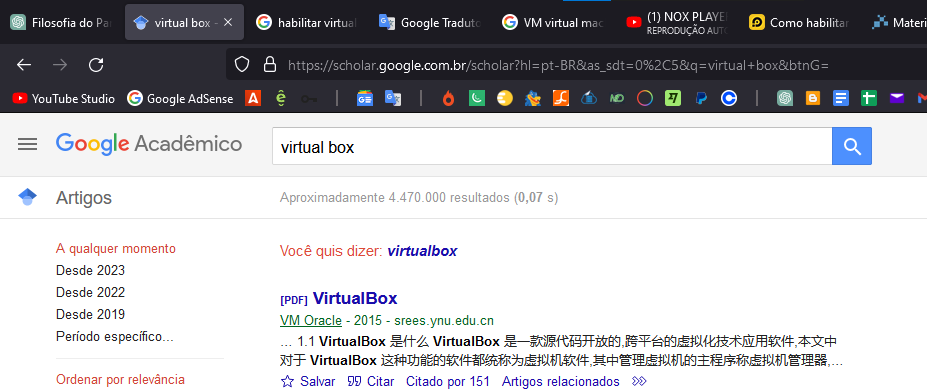 Filosofia do Pa
virtual box -
habilitar virtual
Google Traduto
VM virtual mac
(1) NOX PLAYE
REPRODUÇÃO AUTO
Como habilitar
Materi
https://scholar.google.com.br/scholar?hl=pt-BR&as_sdt=0%2C5&q=virtual+box&btnG=
YouTube Studio
Google AdSense
Google Acadêmico
virtual box
Artigos
Aproximadamente 4.470.000 resultados (0,07 s)
A qualquer momento
Desde 2023
Desde 2022
Desde 2019
Período específico...
Ordenar por relevância
Você quis dizer: virtualbox
[PDF] VirtualBox
VM Oracle - 2015 - srees.ynu.edu.cn
... 1.1 VirtualBox 是什么 VirtualBox 是一款源代码开放的,跨平台的虚拟化技术应用软件,本文中
对于 VirtualBox 这种功能的软件都统称为虚拟机软件,其中管理虚拟机的主程序称虚拟机管理器,...
Salvar Citar Citado por 151 Artigos relacionados